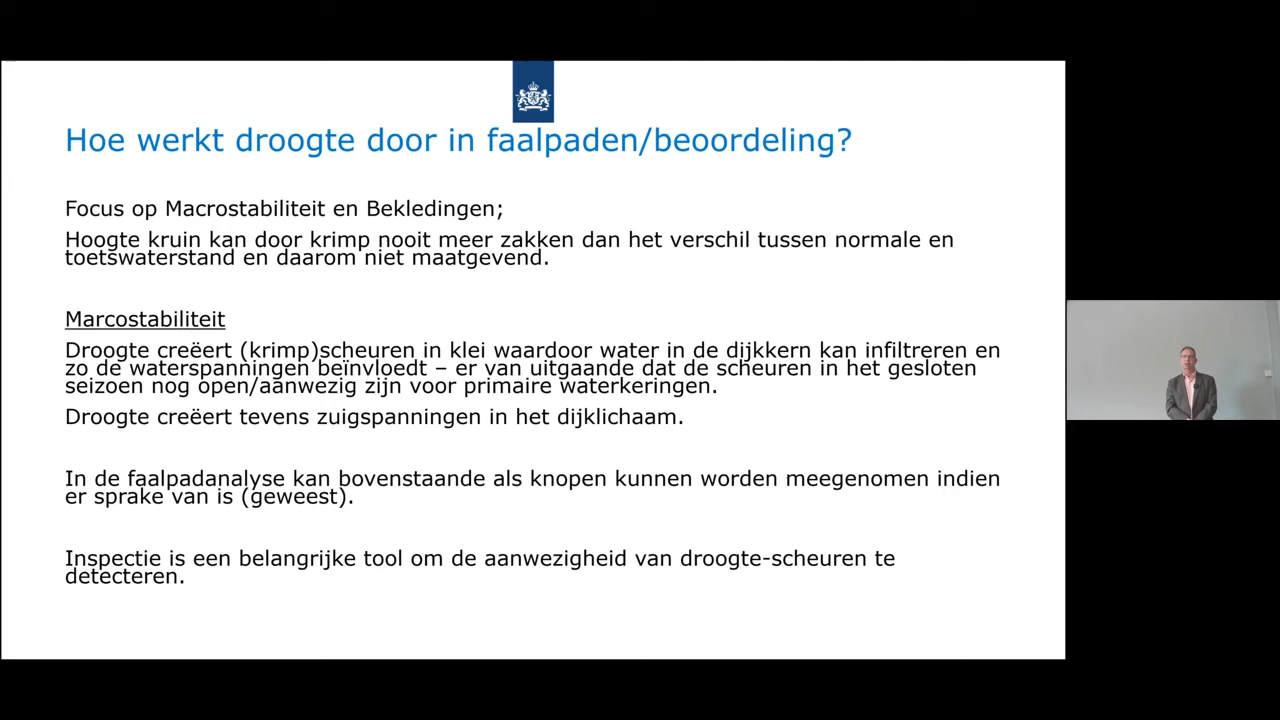 Hoe werkt droogte door in faalpaden/beoordeling?
Focus op Macrostabiliteit en Bekledingen;
Hoogte kruin kan door krimp nooit meer zakken dan het verschil tussen normale en
toetswaterstand en daarom niet maatgevend.
Marcostabiliteit
Droogte creëert (krimp)scheuren in klei waardoor water in de dijkkern kan infiltreren en
zo de waterspanningen beïnvloedt – er van uitgaande dat de scheuren in het gesloten
seizoen nog open/aanwezig zijn voor primaire waterkeringen.
Droogte creëert tevens zuigspanningen in het dijklichaam.
In de faalpadanalyse kan bovenstaande als knopen kunnen worden meegenomen indien
er sprake van is (geweest).
Inspectie is een belangrijke tool om de aanwezigheid van droogte-scheuren te
detecteren.